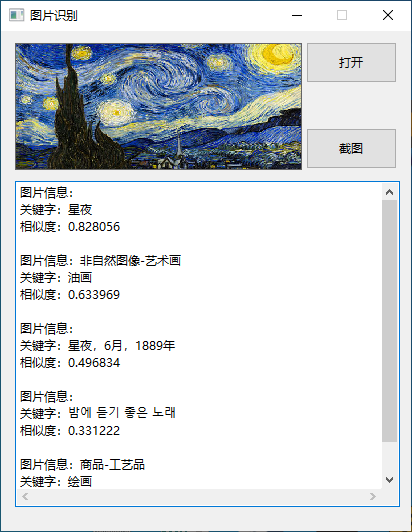 图片识别
打开
截图
图片信息：
关键字：星夜
相似度：0.828056
图片信息：非自然图像-艺术画
关键字：油画
相似度：0.633969
图片信息：
关键字：星夜，6月，1889年
相似度：0.496834
图片信息：
关键字：밤에 듣기 좋은 노래
相似度：0.331222
图片信息：商品-工艺品
关键字：绘画